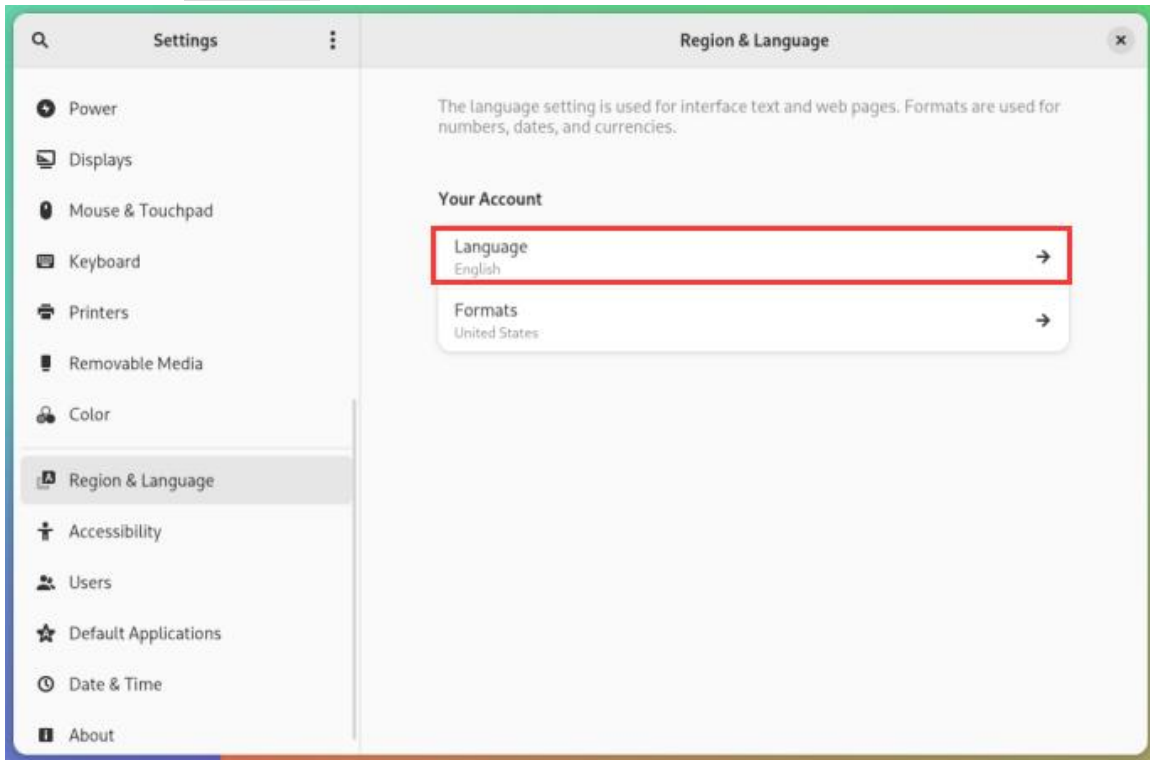 Settings
Region & Language
Power
Displays
Mouse & Touchpad
Keyboard
Printers
Removable Media
Color
Region & Language
Accessibility
Users
Default Applications
Date & Time
About
The language setting is used for interface text and web pages. Formats are used for
numbers, dates, and currencies.
Your Account
Language
English
Formats
United States